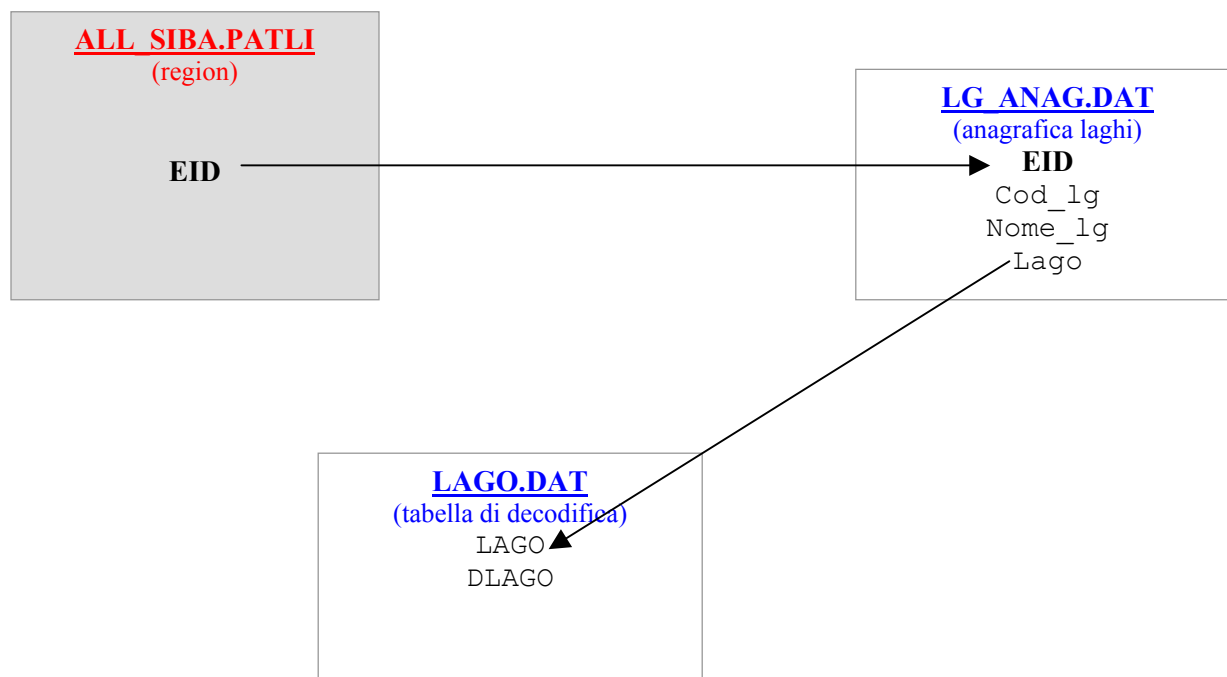 ALL_SIBA.PATLI
(region)
EID
LG_ANAG.DAT
(anagrafica laghi)
EID
Cod_lg
Nome_lg
Lago
LAGO.DAT
(tabella di decodifica)
LAGO
DLAGO